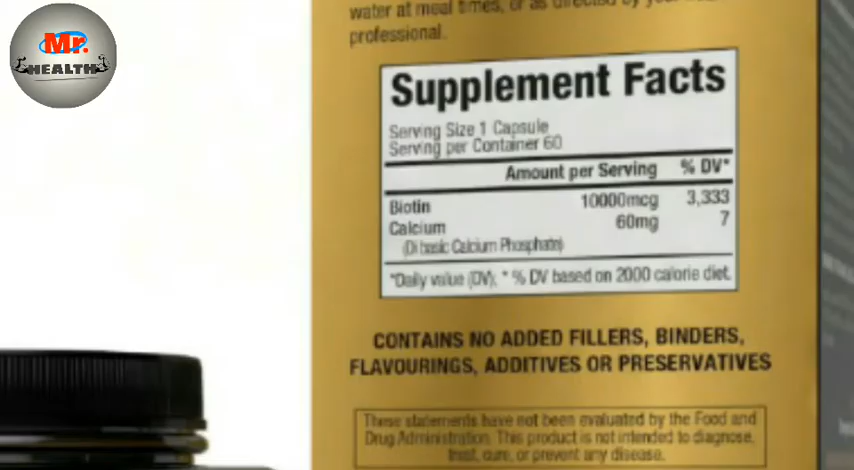 Mr.
HEALTH
water at meal times, or as directed by your
professional.
Supplement Facts
Serving Size 1 Capsule
Serving per Container 60
Amount per Serving % DV*
Biotin 10000mcg 3,333
Calcium 60mg 7
(Di basic Calcium Phosphate)
*Daily value (DV), * % DV based on 2000 calorie diet.
CONTAINS NO ADDED FILLERS, BINDERS,
FLAVOURINGS, ADDITIVES OR PRESERVATIVES
These statements have not been evaluated by the Food and
Drug Administration. This product is not intended to diagnose,
treat, cure, or prevent any disease.